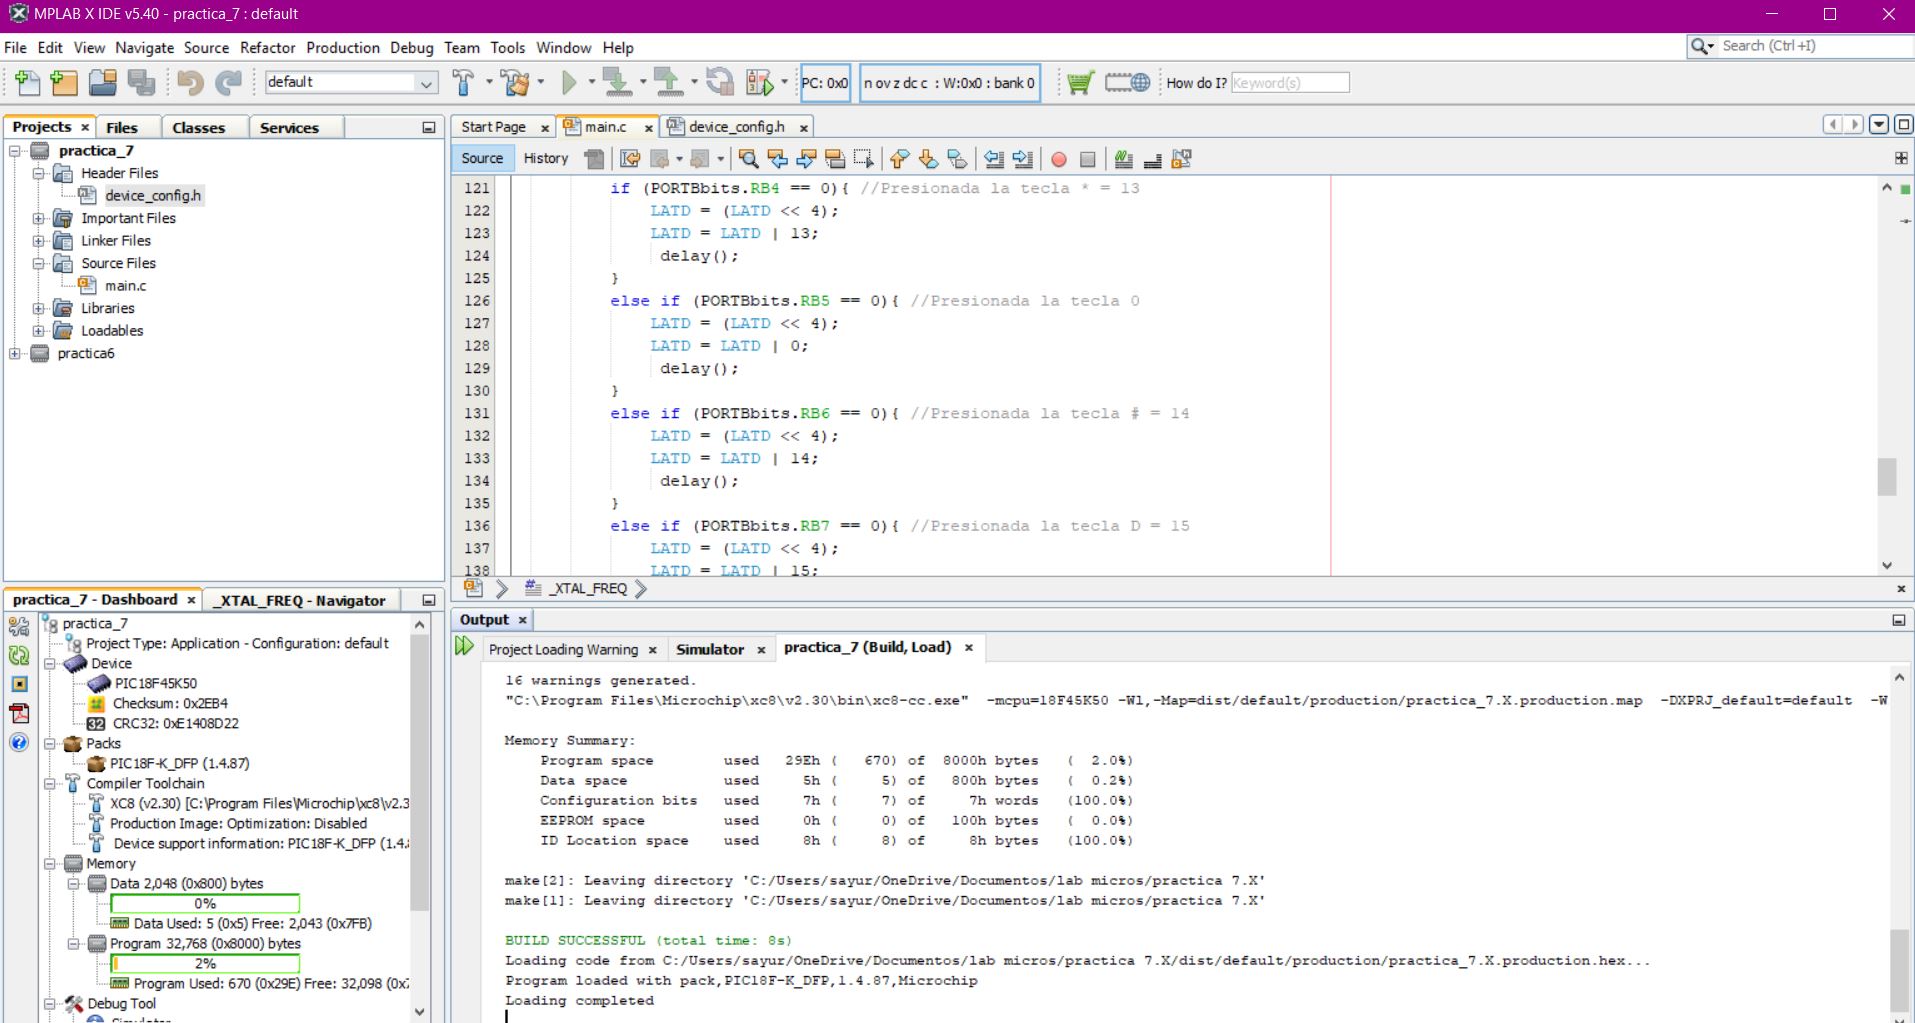 MPLAB X IDE v5.40 - practica_7 : default
File Edit View Navigate Source Refactor Production Debug Team Tools Window Help
Search (Ctrl+I)
default
PC: 0x0
n ov z dc c : W:0x0 : bank 0
How do I? Keyword(s)
Projects Files Classes Services
practica_7
Header Files
device_config.h
Important Files
Linker Files
Source Files
main.c
Libraries
Loadables
practica6
Start Page main.c device_config.h
Source History
121 if (PORTBbits.RB4 == 0){ //Presionada la tecla * = 13
122 LATD = (LATD << 4);
123 LATD = LATD | 13;
124 delay();
125 }
126 else if (PORTBbits.RB5 == 0){ //Presionada la tecla 0
127 LATD = (LATD << 4);
128 LATD = LATD | 0;
129 delay();
130 }
131 else if (PORTBbits.RB6 == 0){ //Presionada la tecla # = 14
132 LATD = (LATD << 4);
133 LATD = LATD | 14;
134 delay();
135 }
136 else if (PORTBbits.RB7 == 0){ //Presionada la tecla D = 15
137 LATD = (LATD << 4);
138 LATD = LATD | 15;
_XTAL_FREQ
practica_7 - Dashboard _XTAL_FREQ - Navigator
practica_7
Project Type: Application - Configuration: default
Device
PIC18F45K50
Checksum: 0x2EB4
32 CRC32: 0xE1408D22
Packs
PIC18F-K_DFP (1.4.87)
Compiler Toolchain
XC8 (v2.30) [C:\Program Files\Microchip\xc8\v2.3
Production Image: Optimization: Disabled
Device support information: PIC18F-K_DFP (1.4.
Memory
Data 2,048 (0x800) bytes
0%
Data Used: 5 (0x5) Free: 2,043 (0x7FB)
Program 32,768 (0x8000) bytes
2%
Program Used: 670 (0x29E) Free: 32,098 (0x7
Debug Tool
Simulator
Output
Project Loading Warning Simulator practica_7 (Build, Load)
16 warnings generated.
"C:\Program Files\Microchip\xc8\v2.30\bin\xc8-cc.exe" -mcpu=18F45K50 -Wl,-Map=dist/default/production/practica_7.X.production.map -DXPRJ_default=default -W
Memory Summary:
Program space used 29Eh ( 670) of 8000h bytes ( 2.0%)
Data space used 5h ( 5) of 800h bytes ( 0.2%)
Configuration bits used 7h ( 7) of 7h words (100.0%)
EEPROM space used 0h ( 0) of 100h bytes ( 0.0%)
ID Location space used 8h ( 8) of 8h bytes (100.0%)
make[2]: Leaving directory 'C:/Users/sayur/OneDrive/Documentos/lab micros/practica 7.X'
make[1]: Leaving directory 'C:/Users/sayur/OneDrive/Documentos/lab micros/practica 7.X'
BUILD SUCCESSFUL (total time: 8s)
Loading code from C:/Users/sayur/OneDrive/Documentos/lab micros/practica 7.X/dist/default/production/practica_7.X.production.hex...
Program loaded with pack,PIC18F-K_DFP,1.4.87,Microchip
Loading completed